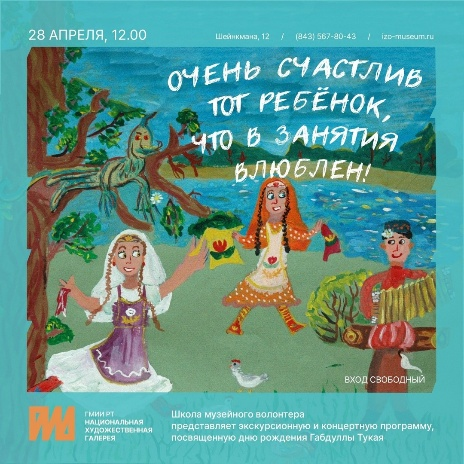 28 АПРЕЛЯ, 12.00
Шейнкмана, 12 / (843) 567-80-43 / izo-museum.ru
ОЧЕНЬ СЧАСТЛИВ
ТОТ РЕБЁНОК,
ЧТО В ЗАНЯТИЯ
ВЛЮБЛЕН!
ВХОД СВОБОДНЫЙ
ГМИИ РТ
НАЦИОНАЛЬНАЯ
ХУДОЖЕСТВЕННАЯ
ГАЛЕРЕЯ
Школа музейного волонтера
представляет экскурсионную и концертную программу,
посвященную дню рождения Габдуллы Тукая